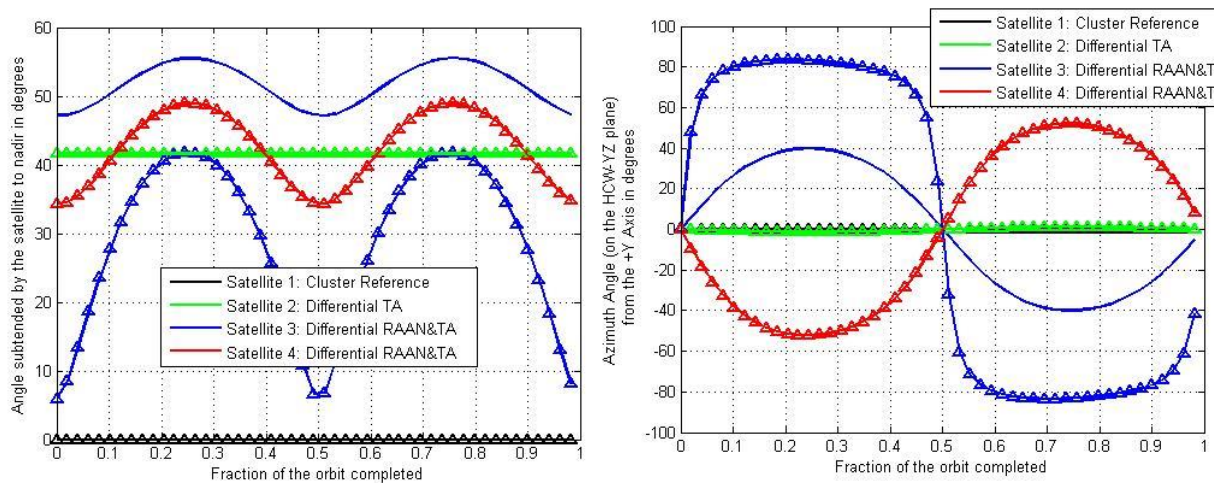 Angle subtended by the satellite to nadir in degrees
60
50
40
30
20
10
0
Satellite 1: Cluster Reference
Satellite 2: Differential TA
Satellite 3: Differential RAAN&TA
Satellite 4: Differential RAAN&TA
0 0.1 0.2 0.3 0.4 0.5 0.6 0.7 0.8 0.9 1
Fraction of the orbit completed
Azimuth Angle (on the HCW-YZ plane)
from the +Y Axis in degrees
100
80
60
40
20
0
-20
-40
-60
-80
-100
Satellite 1: Cluster Reference
Satellite 2: Differential TA
Satellite 3: Differential RAAN&T
Satellite 4: Differential RAAN&T
0 0.1 0.2 0.3 0.4 0.5 0.6 0.7 0.8 0.9 1
Fraction of the orbit completed